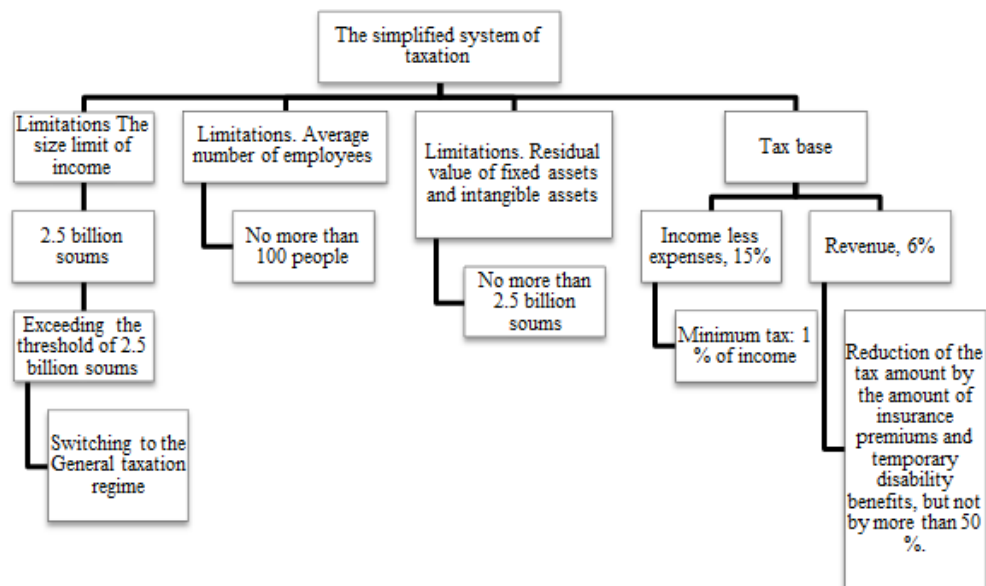 The simplified system of
taxation
Limitations The
size limit of
income
Limitations. Average
number of employees
Limitations. Residual
value of fixed assets
and intangible assets
Tax base
2.5 billion
soums
No more than
100 people
Income less
expenses, 15%
Revenue, 6%
No more than
2.5 billion
soums
Exceeding the
threshold of 2.5
billion soums
Minimum tax: 1
% of income
Reduction of the
tax amount by
the amount of
insurance
premiums and
temporary
disability
benefits, but not
by more than 50
%.
Switching to the
General taxation
regime